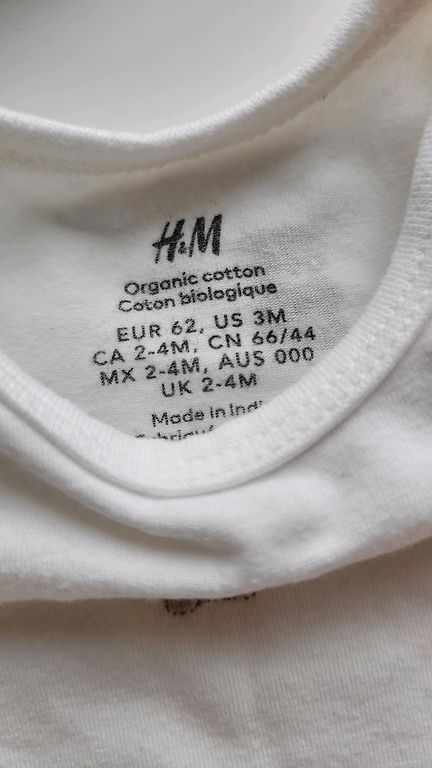 H&M
Organic cotton
Coton biologique
EUR 62, US 3M
CA 2-4M, CN 66/44
MX 2-4M, AUS 000
UK 2-4M
Made in